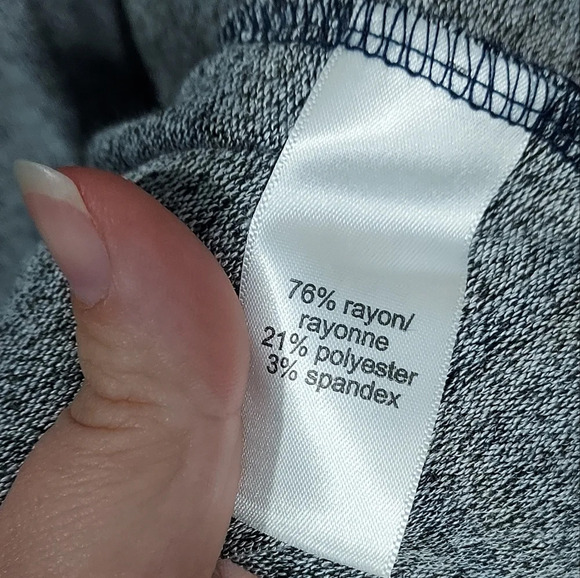 76% rayon/
rayonne
21% polyester
3% spandex